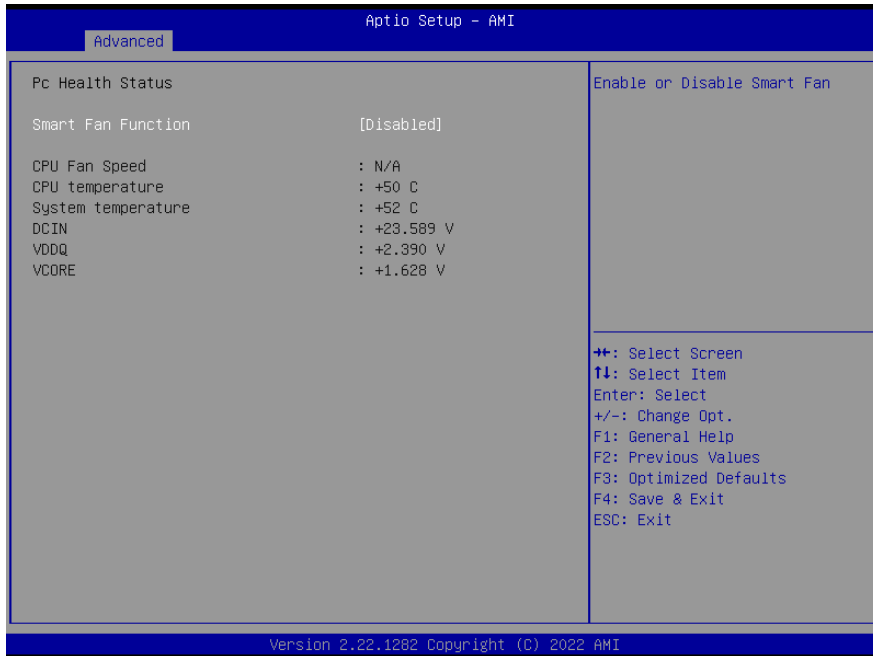 Aptio Setup – AMI
Advanced
Pc Health Status
Smart Fan Function [Disabled]
CPU Fan Speed : N/A
CPU temperature : +50 C
System temperature : +52 C
DCIN : +23.589 V
VDDQ : +2.390 V
VCORE : +1.628 V
Enable or Disable Smart Fan
→←: Select Screen
↑↓: Select Item
Enter: Select
+/-: Change Opt.
F1: General Help
F2: Previous Values
F3: Optimized Defaults
F4: Save & Exit
ESC: Exit
Version 2.22.1282 Copyright (C) 2022 AMI